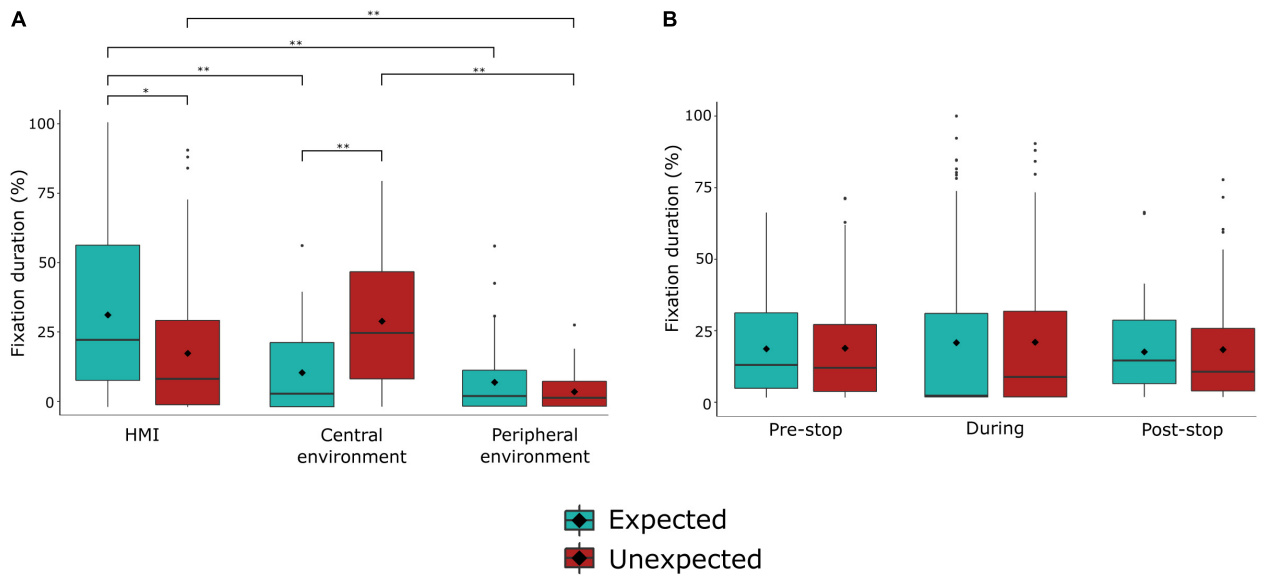 A
**
**
**
**
*
**
Fixation duration (%)
100
75
50
25
0
HMI
Central
environment
Peripheral
environment
B
Fixation duration (%)
100
75
50
25
0
Pre-stop
During
Post-stop
Expected
Unexpected